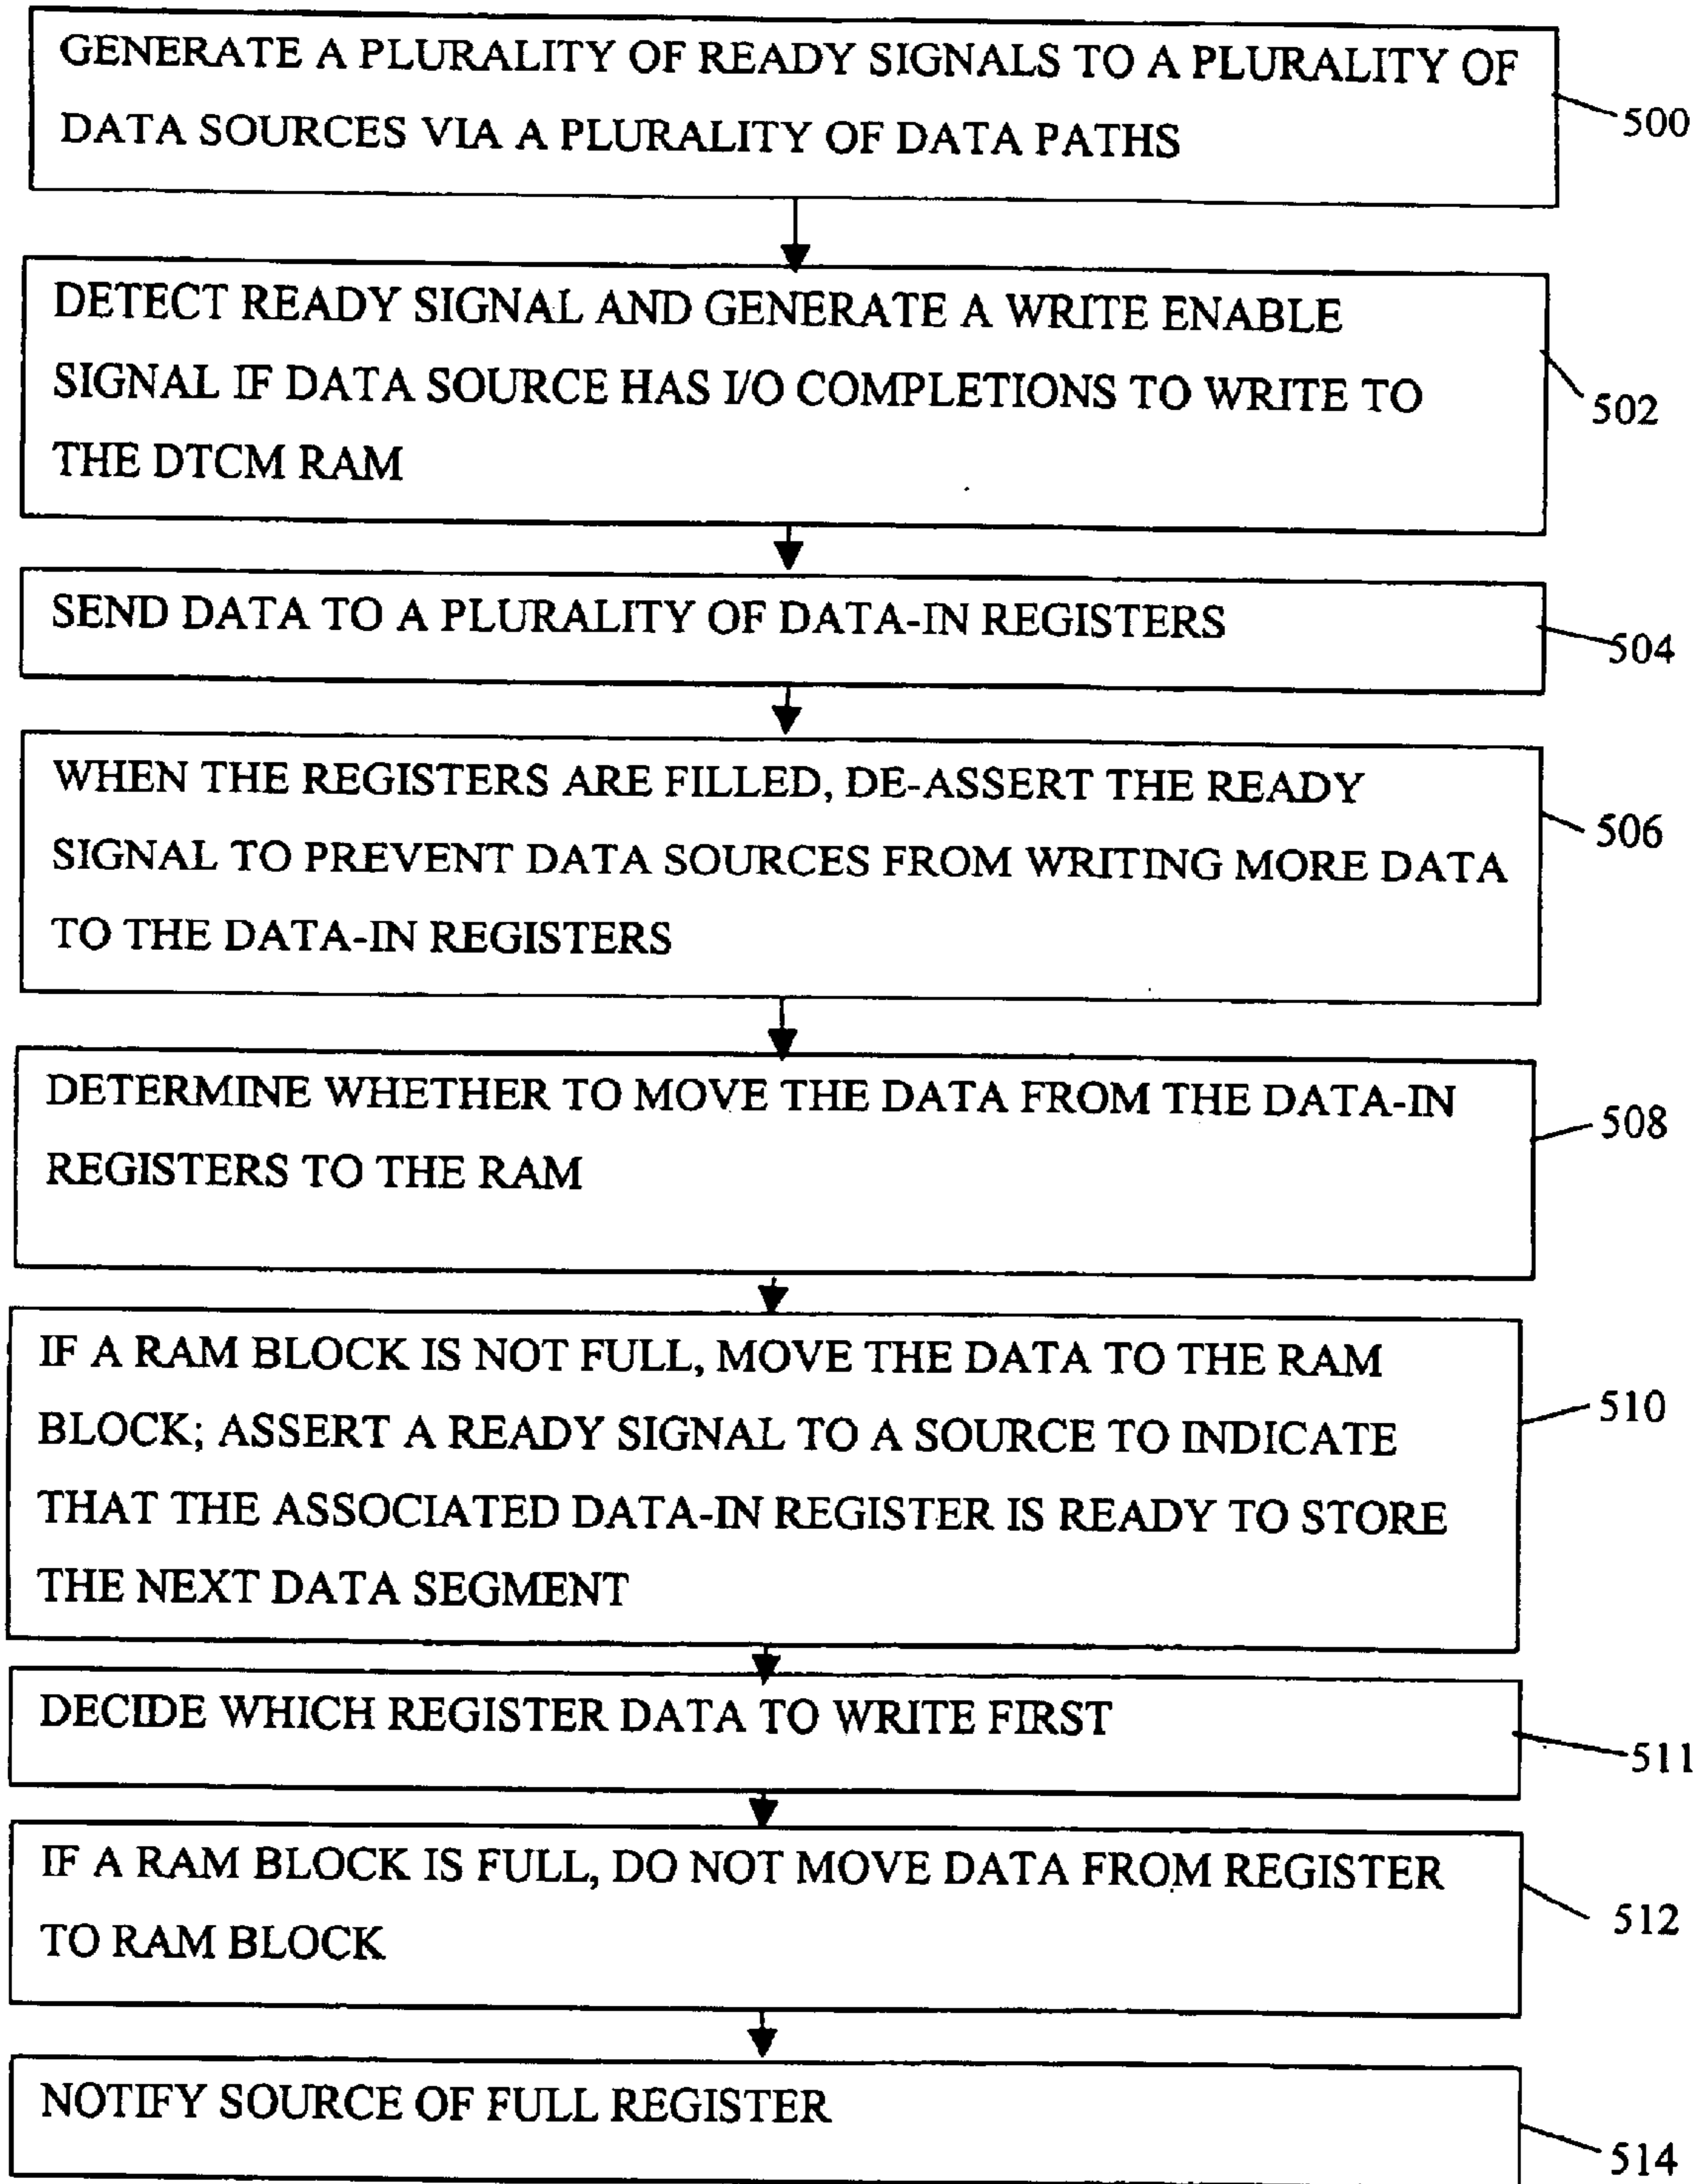 GENERATE A PLURALITY OF READY SIGNALS TO A PLURALITY OF
DATA SOURCES VIA A PLURALITY OF DATA PATHS
500
DETECT READY SIGNAL AND GENERATE A WRITE ENABLE
SIGNAL IF DATA SOURCE HAS I/O COMPLETIONS TO WRITE TO
THE DTCM RAM
502
SEND DATA TO A PLURALITY OF DATA-IN REGISTERS
504
WHEN THE REGISTERS ARE FILLED, DE-ASSERT THE READY
SIGNAL TO PREVENT DATA SOURCES FROM WRITING MORE DATA
TO THE DATA-IN REGISTERS
506
DETERMINE WHETHER TO MOVE THE DATA FROM THE DATA-IN
REGISTERS TO THE RAM
508
IF A RAM BLOCK IS NOT FULL, MOVE THE DATA TO THE RAM
BLOCK; ASSERT A READY SIGNAL TO A SOURCE TO INDICATE
THAT THE ASSOCIATED DATA-IN REGISTER IS READY TO STORE
THE NEXT DATA SEGMENT
510
DECIDE WHICH REGISTER DATA TO WRITE FIRST
511
IF A RAM BLOCK IS FULL, DO NOT MOVE DATA FROM REGISTER
TO RAM BLOCK
512
NOTIFY SOURCE OF FULL REGISTER
514